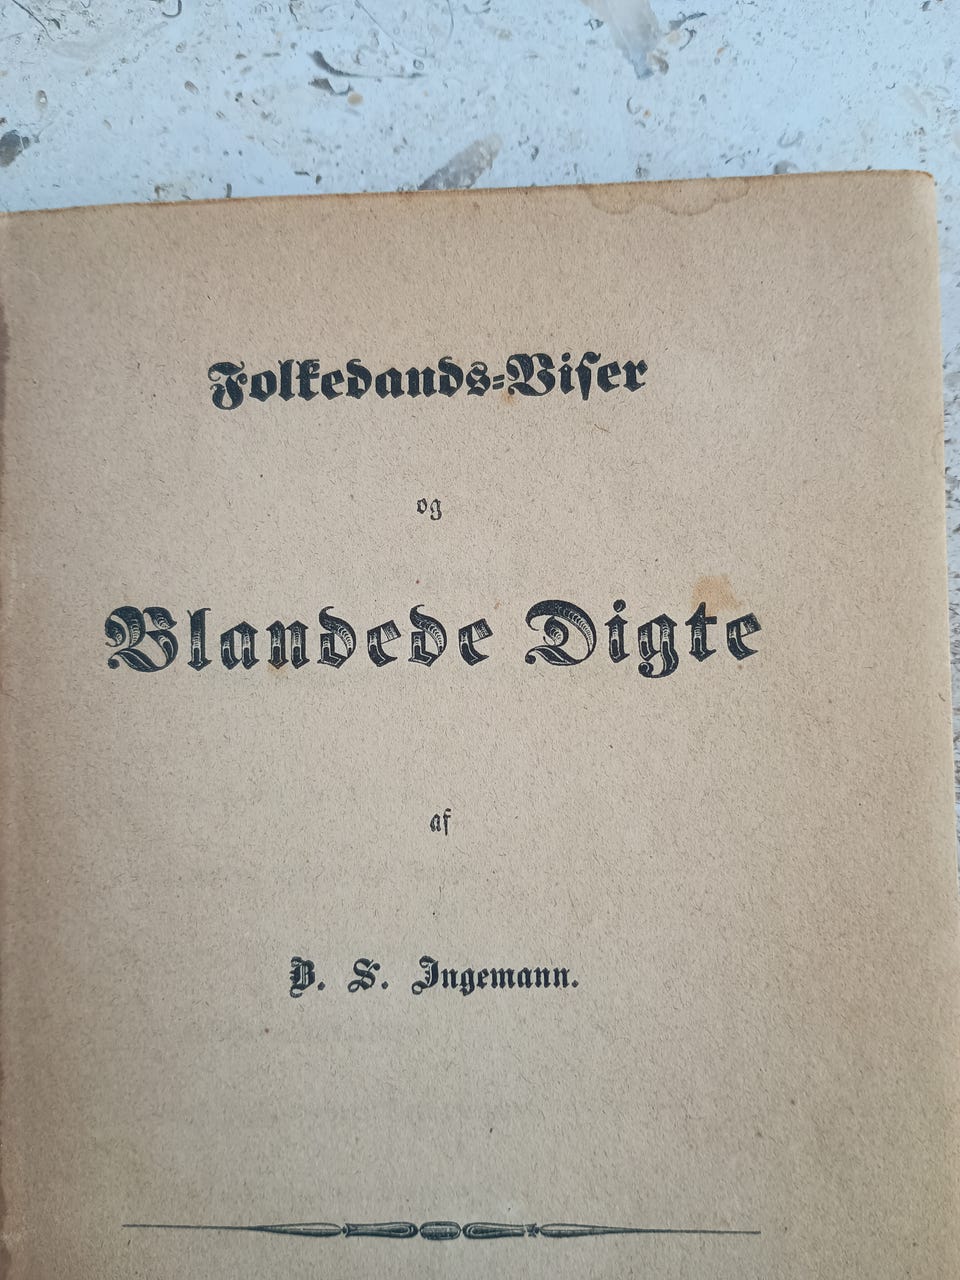 Folkedands-Viser
og
Blandede Digte
af
B. S. Ingemann.